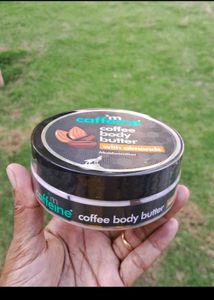 'm
caffeine
coffee
body
butter
with almonds
'm
caffeine
coffee body butter